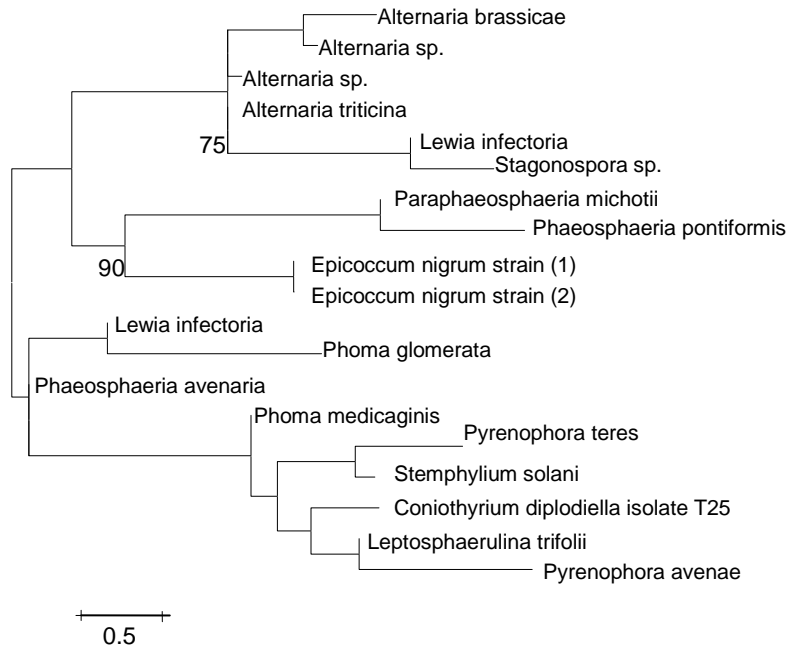 Alternaria brassicae
Alternaria sp.
Alternaria sp.
Alternaria triticina
75
Lewia infectoria
Stagonospora sp.
Paraphaeosphaeria michotii
Phaeosphaeria pontiformis
90
Epicoccum nigrum strain (1)
Epicoccum nigrum strain (2)
Lewia infectoria
Phoma glomerata
Phaeosphaeria avenaria
Phoma medicaginis
Pyrenophora teres
Stemphylium solani
Coniothyrium diplodiella isolate T25
Leptosphaerulina trifolii
Pyrenophora avenae
0.5